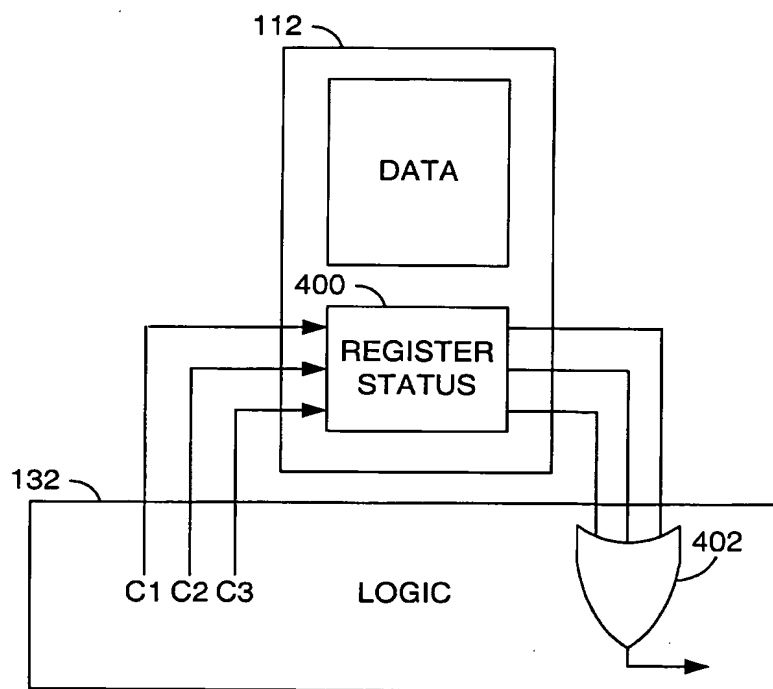 112
DATA
400
REGISTER
STATUS
132
402
C1 C2 C3
LOGIC